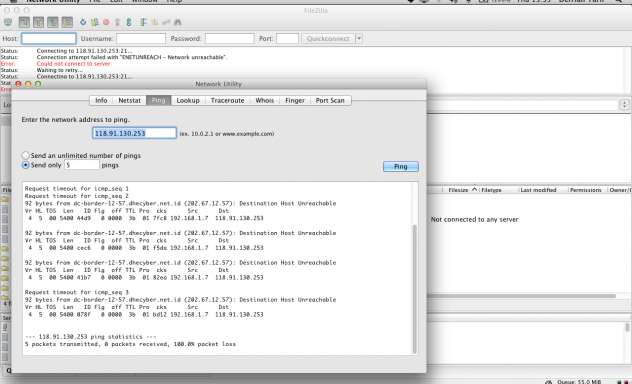 Network Utility File Edit Window Help
Thu 19:35
FileZilla
Host: Username: Password: Port: Quickconnect
Status: Connecting to 118.91.130.253:21...
Status: Connection attempt failed with "ENETUNREACH - Network unreachable".
Error: Could not connect to server
Status: Waiting to retry...
Status: Connecting to 118.91.130.253:21...
Network Utility
Info Netstat Ping Lookup Traceroute Whois Finger Port Scan
Enter the network address to ping.
118.91.130.253 (ex. 10.0.2.1 or www.example.com)
Send an unlimited number of pings
Send only 5 pings
Ping
Filesize Filetype Last modified Permissions Owner/
Not connected to any server
Request timeout for icmp_seq 1
Request timeout for icmp_seq 2
92 bytes from dc-border-12-57.dhecyber.net.id (202.67.12.57): Destination Host Unreachable
Vr HL TOS Len ID Flg off TTL Pro cks Src Dst
4 5 00 5400 44d9 0 0000 3b 01 7fc8 192.168.1.7 118.91.130.253
92 bytes from dc-border-12-57.dhecyber.net.id (202.67.12.57): Destination Host Unreachable
Vr HL TOS Len ID Flg off TTL Pro cks Src Dst
4 5 00 5400 cec6 0 0000 3b 01 f5da 192.168.1.7 118.91.130.253
92 bytes from dc-border-12-57.dhecyber.net.id (202.67.12.57): Destination Host Unreachable
Vr HL TOS Len ID Flg off TTL Pro cks Src Dst
4 5 00 5400 41b7 0 0000 3b 01 82ea 192.168.1.7 118.91.130.253
Request timeout for icmp_seq 3
92 bytes from dc-border-12-57.dhecyber.net.id (202.67.12.57): Destination Host Unreachable
Vr HL TOS Len ID Flg off TTL Pro cks Src Dst
4 5 00 5400 078f 0 0000 3b 01 bd12 192.168.1.7 118.91.130.253
--- 118.91.130.253 ping statistics ---
5 packets transmitted, 0 packets received, 100.0% packet loss
Queue: 55.0 MiB